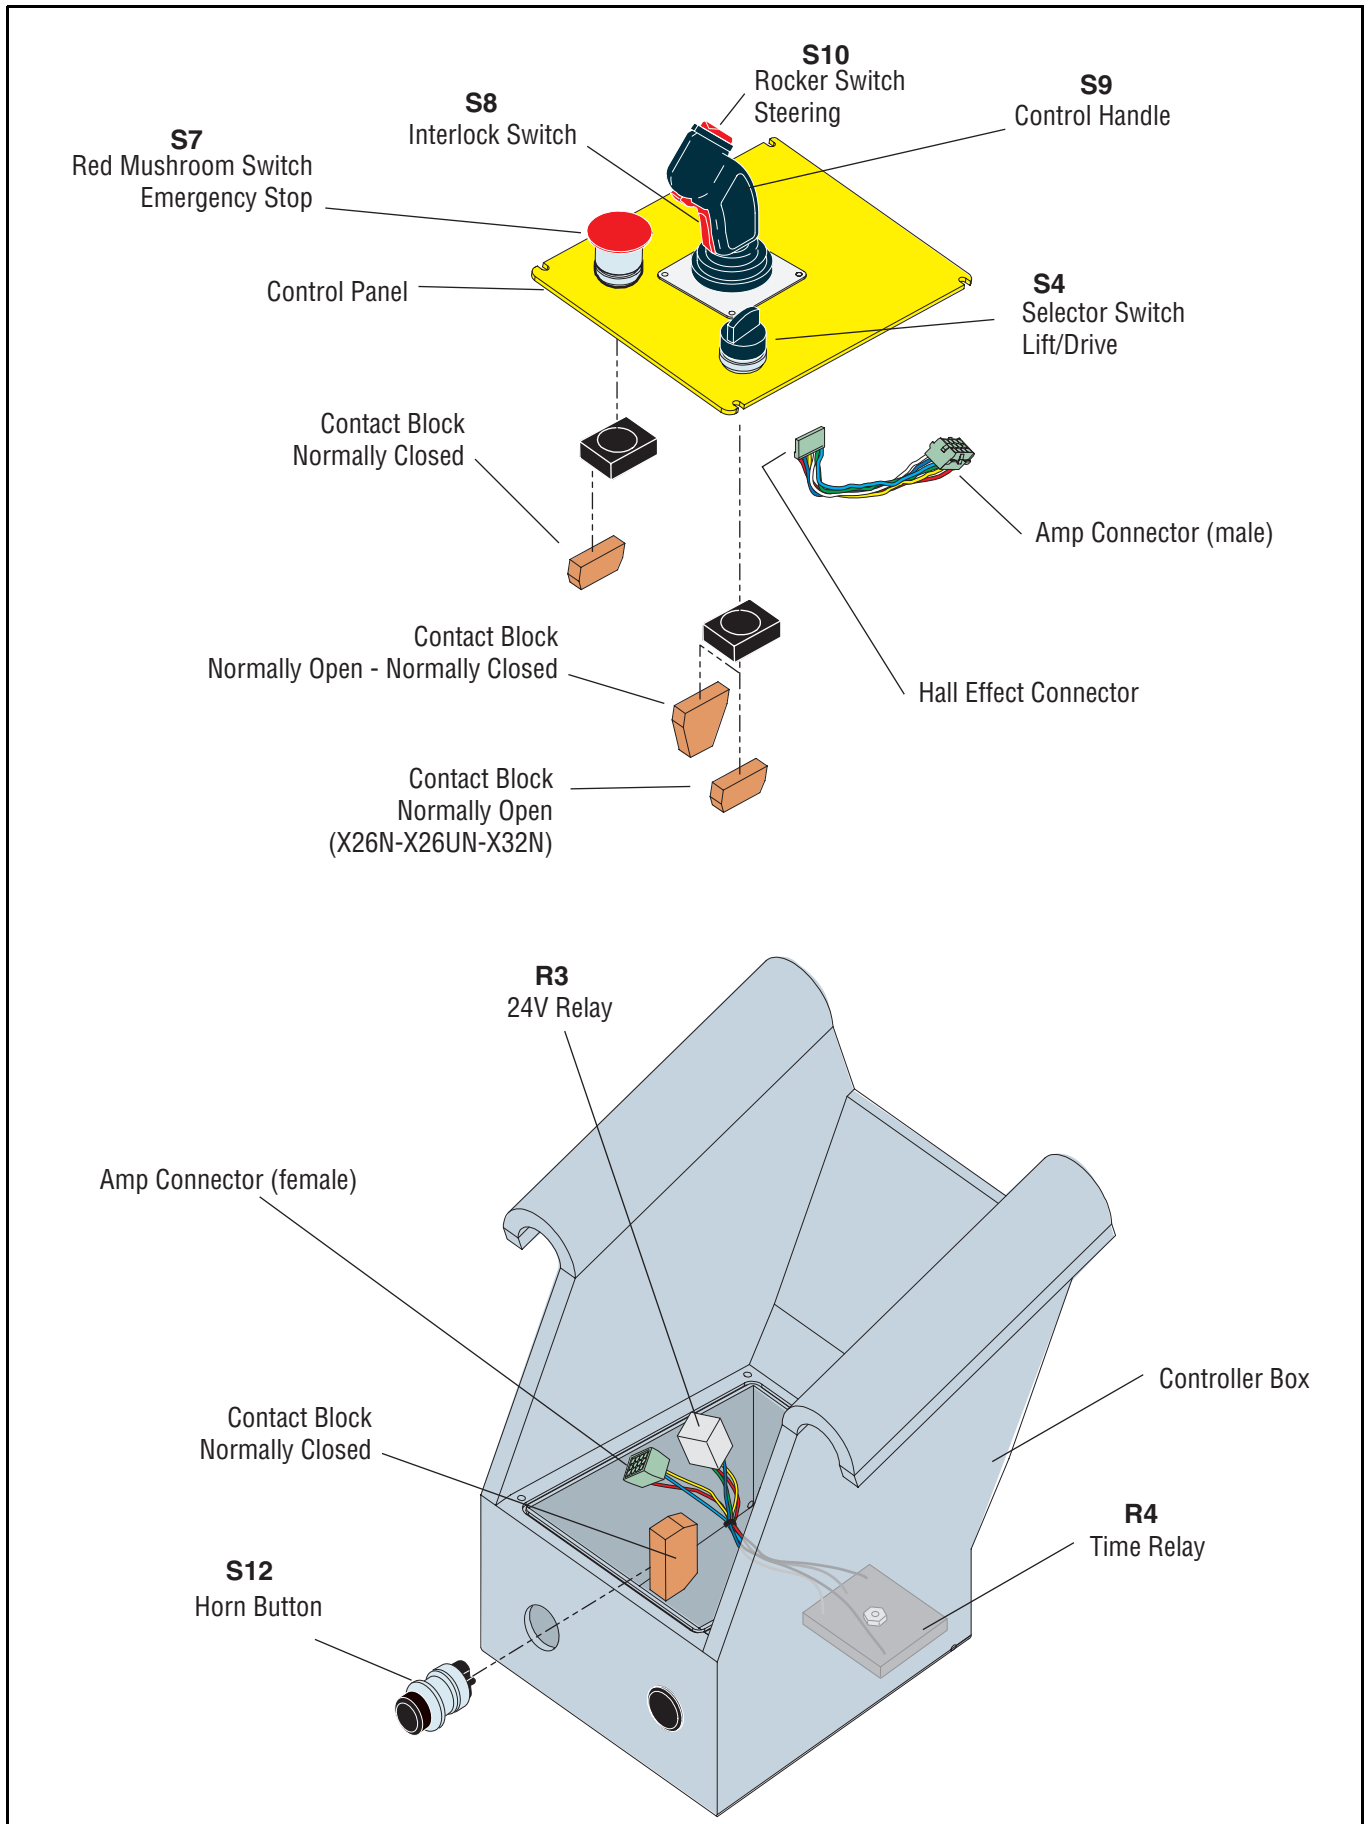 S10
Rocker Switch
Steering
S9
Control Handle
S8
Interlock Switch
S7
Red Mushroom Switch
Emergency Stop
Control Panel
S4
Selector Switch
Lift/Drive
Contact Block
Normally Closed
Amp Connector (male)
Contact Block
Normally Open - Normally Closed
Hall Effect Connector
Contact Block
Normally Open
(X26N-X26UN-X32N)
R3
24V Relay
Amp Connector (female)
Controller Box
Contact Block
Normally Closed
R4
Time Relay
S12
Horn Button